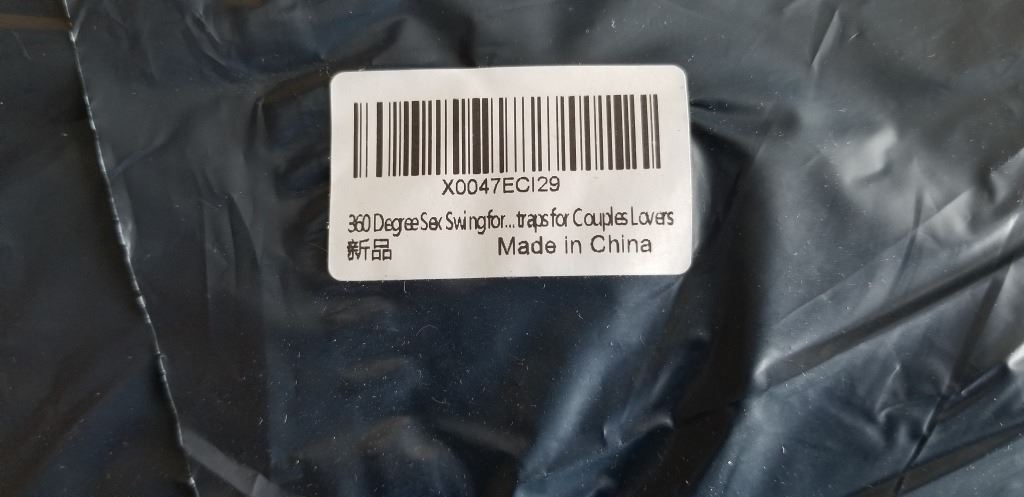 X0047ECI29
360 Degree Sex Swing for...traps for Couples Lovers
新品 Made in China